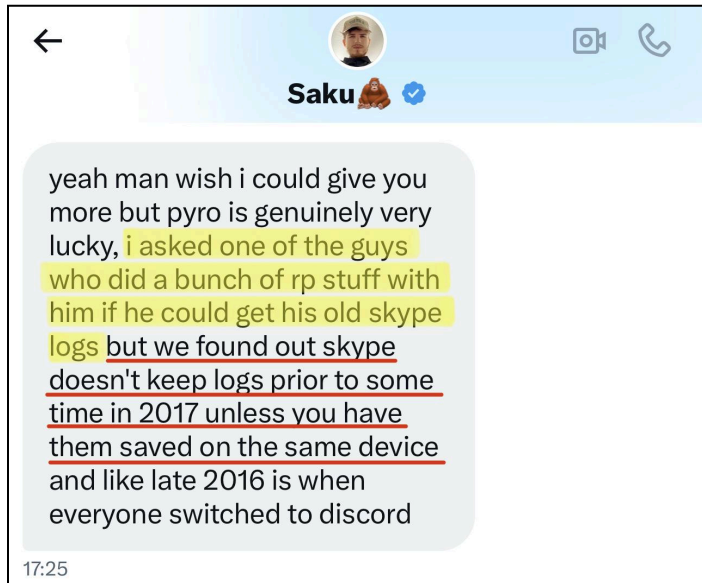 Saku🦧
yeah man wish i could give you
more but pyro is genuinely very
lucky, i asked one of the guys
who did a bunch of rp stuff with
him if he could get his old skype
logs but we found out skype
doesn't keep logs prior to some
time in 2017 unless you have
them saved on the same device
and like late 2016 is when
everyone switched to discord
17:25